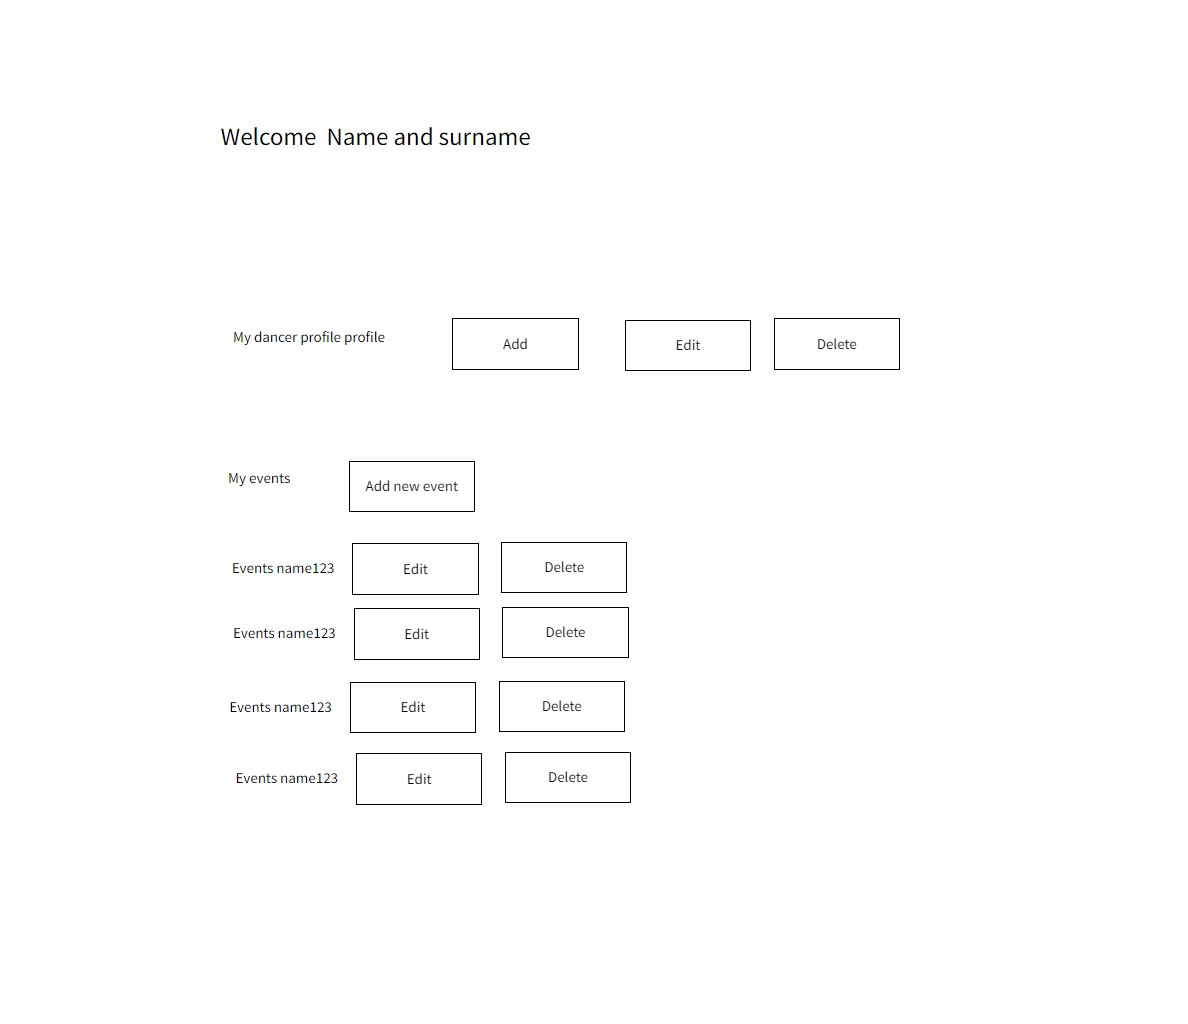 Welcome  Name and surname
My dancer profile profile
Add
Edit
Delete
My events
Add new event
Events name123
Edit
Delete
Events name123
Edit
Delete
Events name123
Edit
Delete
Events name123
Edit
Delete